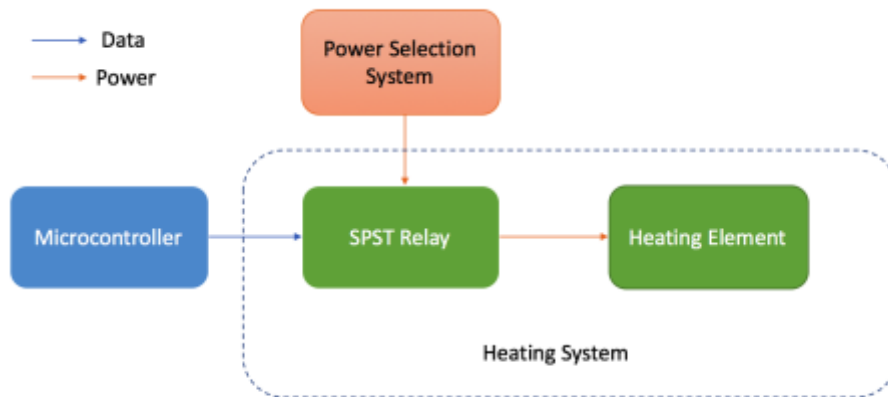 Data
Power
Power Selection
System
Microcontroller
SPST Relay
Heating Element
Heating System